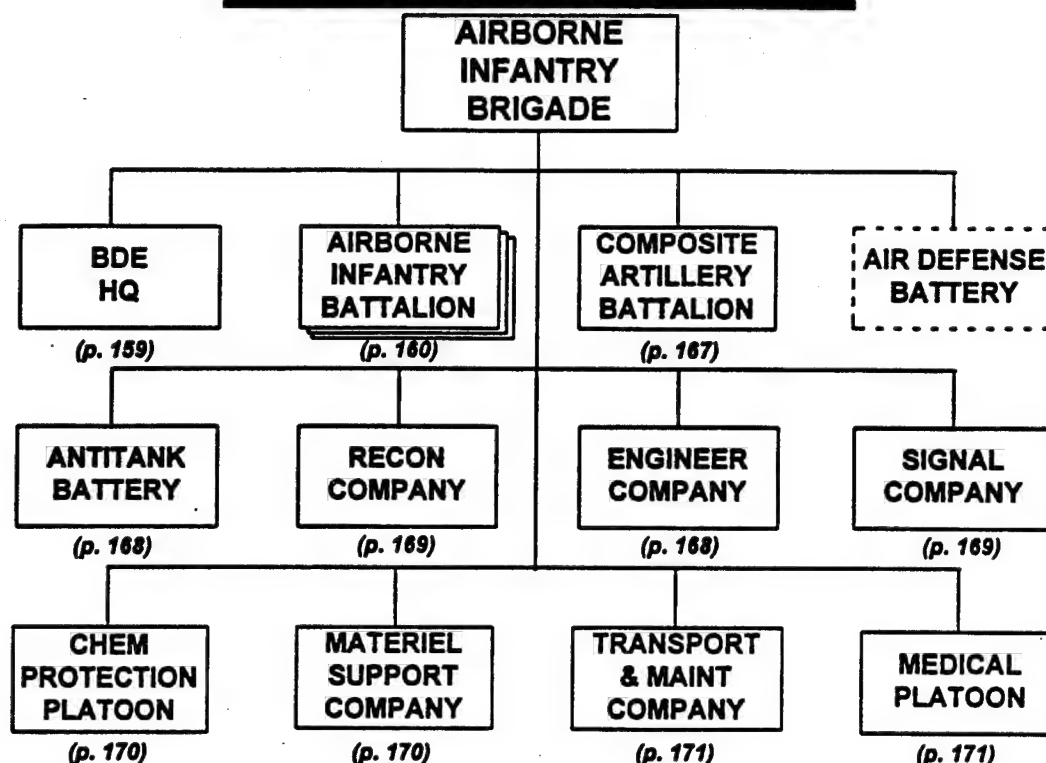 AIRBORNE
INFANTRY
BRIGADE
BDE
HQ
(p. 159)
AIRBORNE
INFANTRY
BATTALION
(p. 160)
COMPOSITE
ARTILLERY
BATTALION
(p. 167)
AIR DEFENSE
BATTERY
ANTITANK
BATTERY
(p. 168)
RECON
COMPANY
(p. 169)
ENGINEER
COMPANY
(p. 168)
SIGNAL
COMPANY
(p. 169)
CHEM
PROTECTION
PLATOON
(p. 170)
MATERIEL
SUPPORT
COMPANY
(p. 170)
TRANSPORT
& MAINT
COMPANY
(p. 171)
MEDICAL
PLATOON
(p. 171)